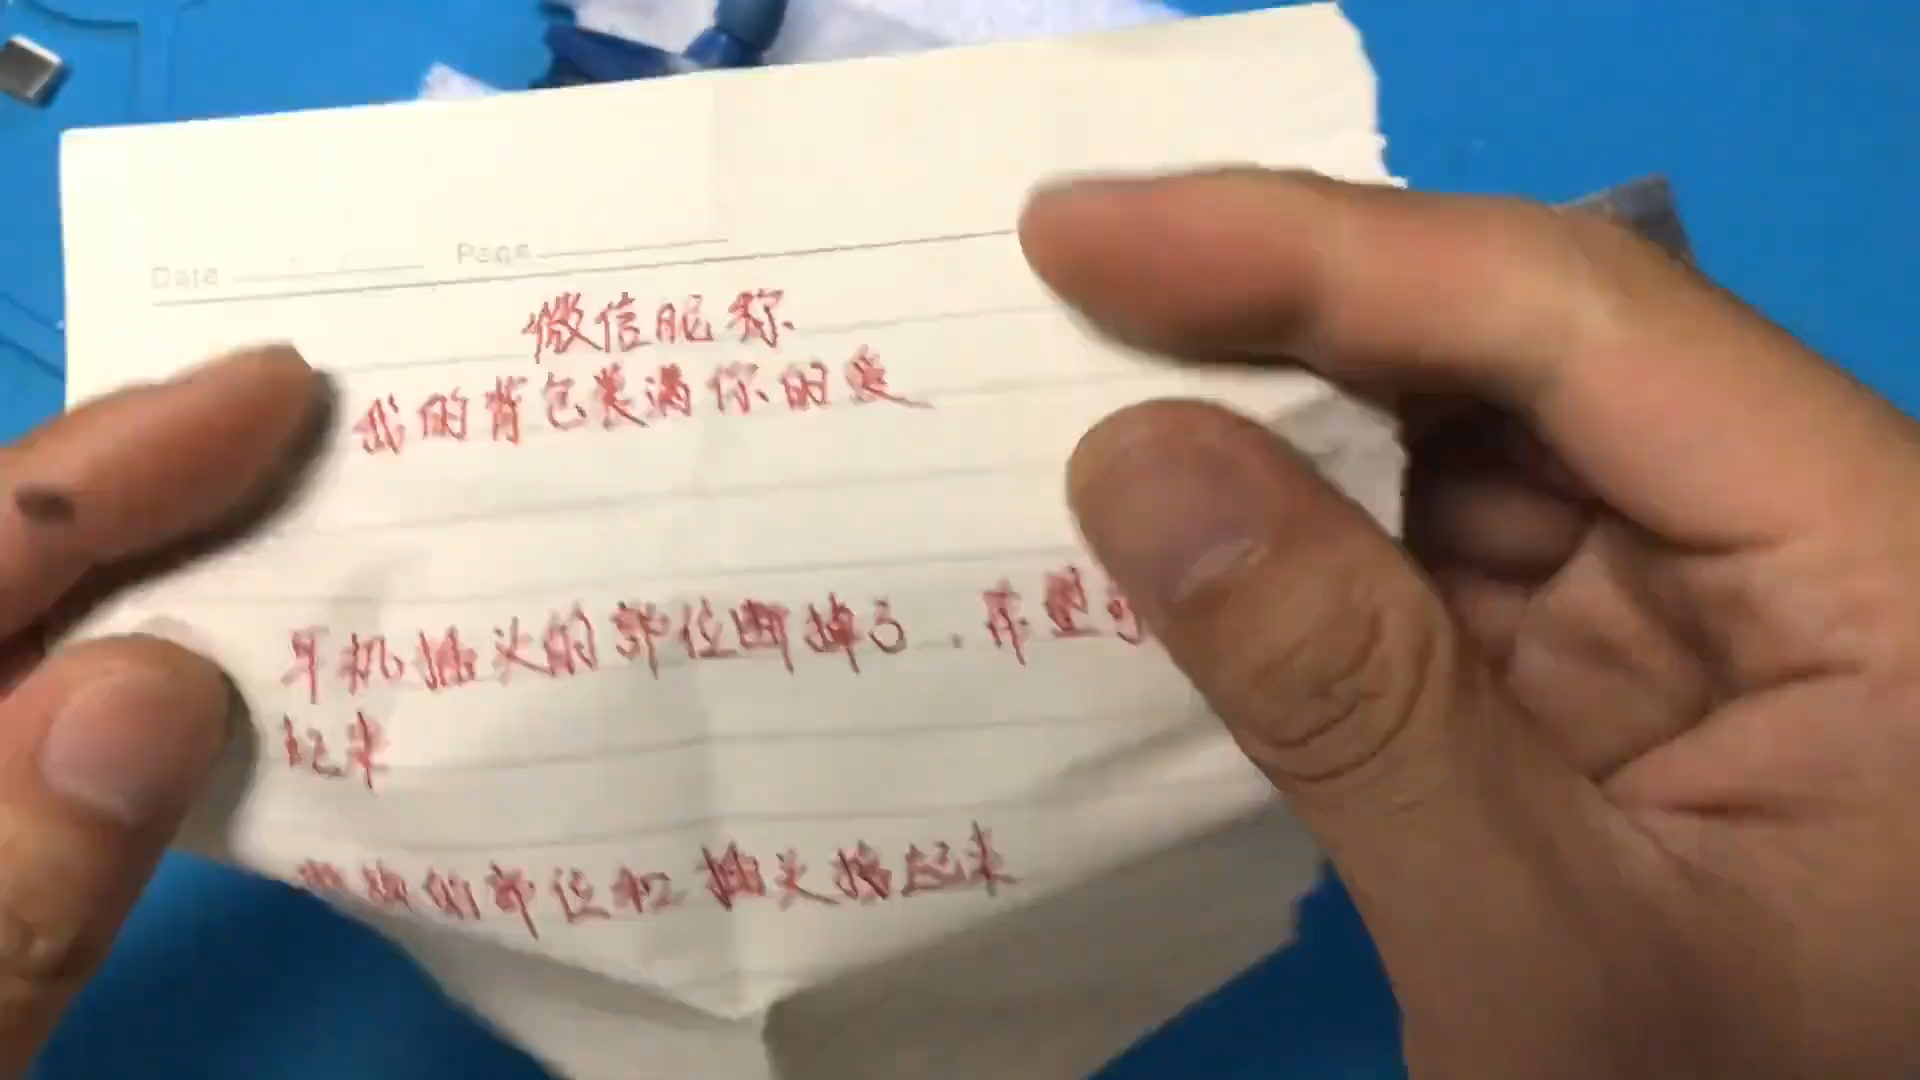 Date Page
微信昵称
我的背包装满你的爱
耳机插头的部位断掉了，希望
起来
的部位和插头接起来